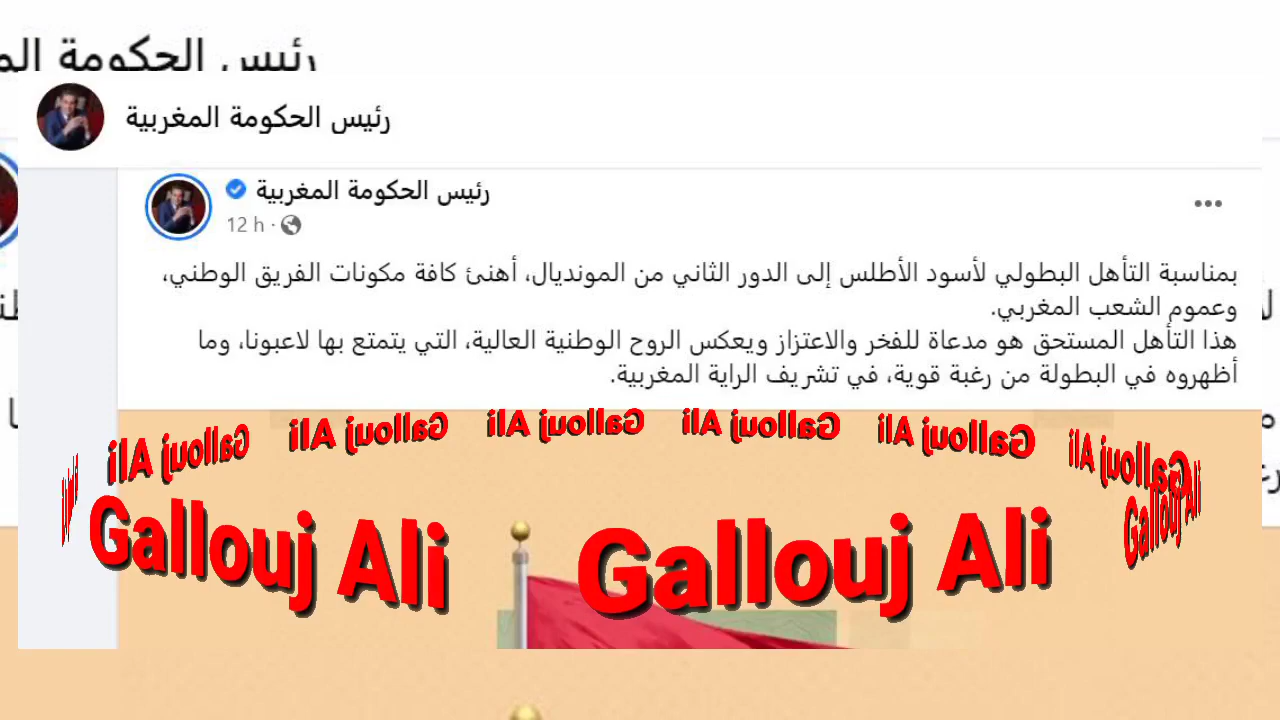 رئيس الحكومة الم
رئيس الحكومة المغربية
رئيس الحكومة المغربية
12 h ·
بمناسبة التأهل البطولي لأسود الأطلس إلى الدور الثاني من المونديال، أهنئ كافة مكونات الفريق الوطني،
وعموم الشعب المغربي.
هذا التأهل المستحق هو مدعاة للفخر والاعتزاز ويعكس الروح الوطنية العالية، التي يتمتع بها لاعبونا، وما
أظهروه في البطولة من رغبة قوية، في تشريف الراية المغربية.
Gallouj Ali Gallouj Ali Gallouj Ali Gallouj Ali Gallouj Ali Gallouj Ali
Gallouj Ali Gallouj Ali Gallouj Ali